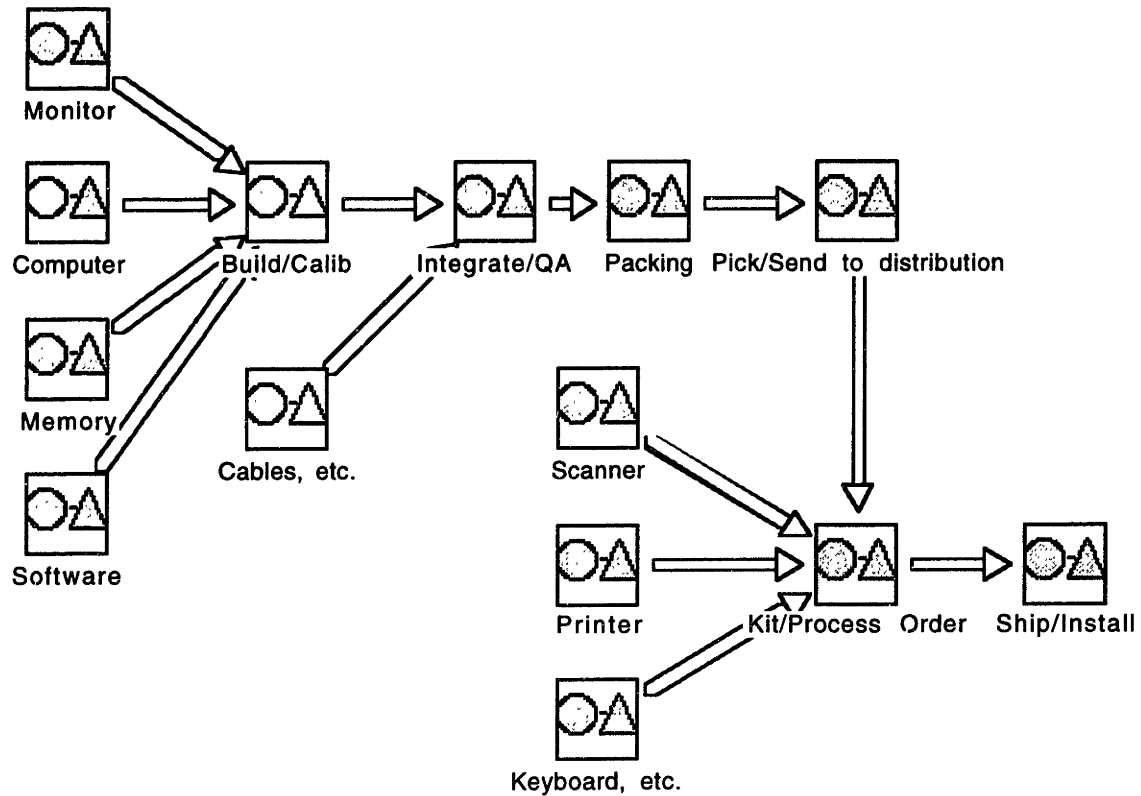 Monitor
Computer
Build/Calib
Integrate/QA
Packing
Pick/Send to distribution
Memory
Cables, etc.
Scanner
Software
Printer
Kit/Process Order
Ship/Install
Keyboard, etc.